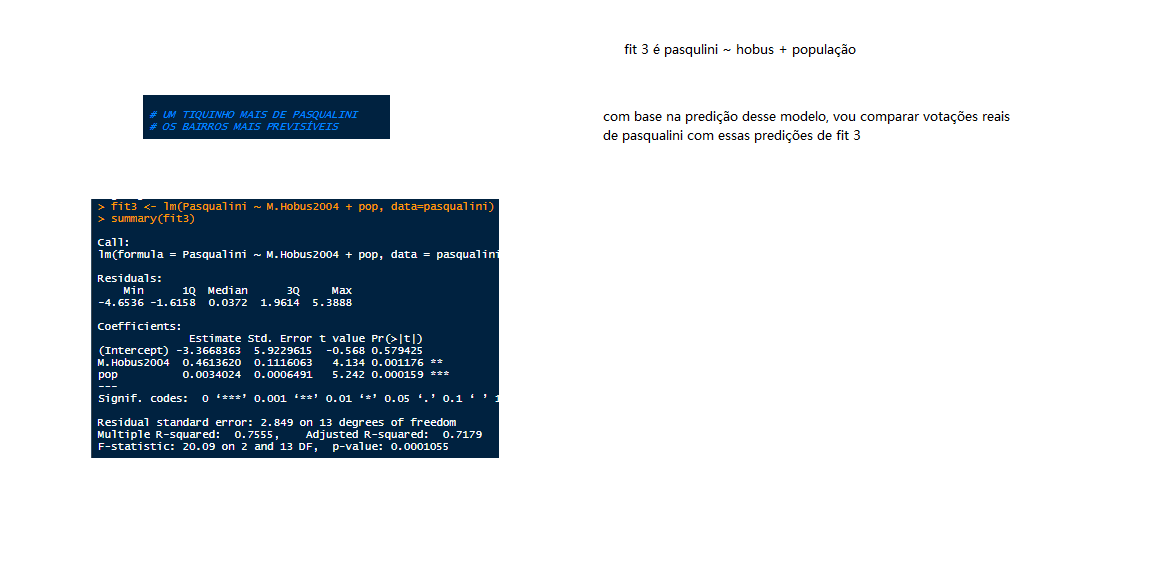 fit 3 é pasqulini ~ hobus + população
# UM TIQUINHO MAIS DE PASQUALINI
# OS BAIRROS MAIS PREVISÍVEIS
com base na predição desse modelo, vou comparar votações reais
de pasqualini com essas predições de fit 3
> fit3 <- lm(Pasqualini ~ M.Hobus2004 + pop, data=pasqualini)
> summary(fit3)
Call:
lm(formula = Pasqualini ~ M.Hobus2004 + pop, data = pasqualini
Residuals:
Min 1Q Median 3Q Max
-4.6536 -1.6158 0.0372 1.9614 5.3888
Coefficients:
Estimate Std. Error t value Pr(>|t|)
(Intercept) -3.3668363 5.9229615 -0.568 0.579425
M.Hobus2004 0.4613620 0.1116063 4.134 0.001176 **
pop 0.0034024 0.0006491 5.242 0.000159 ***
---
Signif. codes: 0 ‘***’ 0.001 ‘**’ 0.01 ‘*’ 0.05 ‘.’ 0.1 ‘ ’ 1
Residual standard error: 2.849 on 13 degrees of freedom
Multiple R-squared: 0.7555, Adjusted R-squared: 0.7179
F-statistic: 20.09 on 2 and 13 DF, p-value: 0.0001055